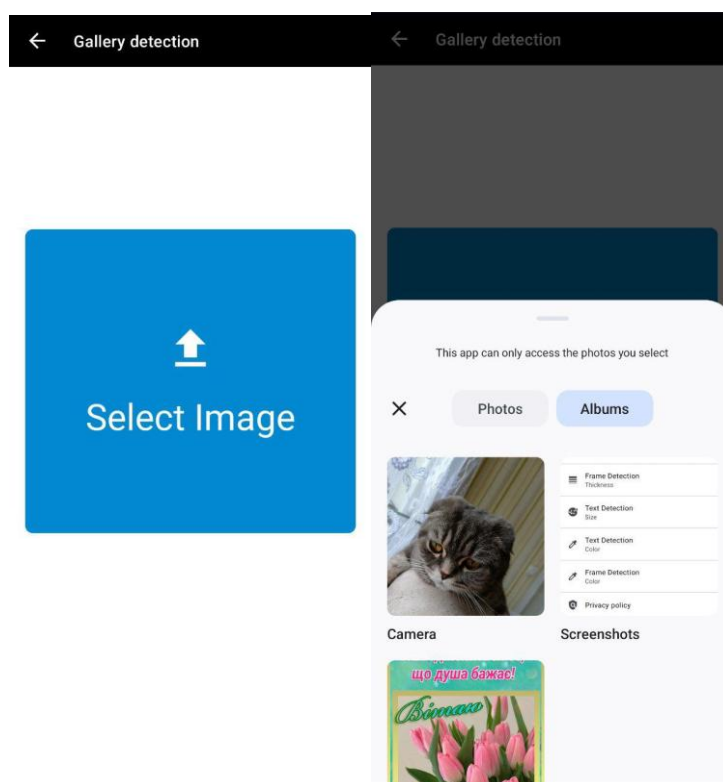 Gallery detection
Select Image
Gallery detection
This app can only access the photos you select
Photos
Albums
Frame Detection
Thickness
Text Detection
Size
Text Detection
Color
Frame Detection
Color
Privacy policy
Camera
Screenshots
що душа бажає!
Вітаю